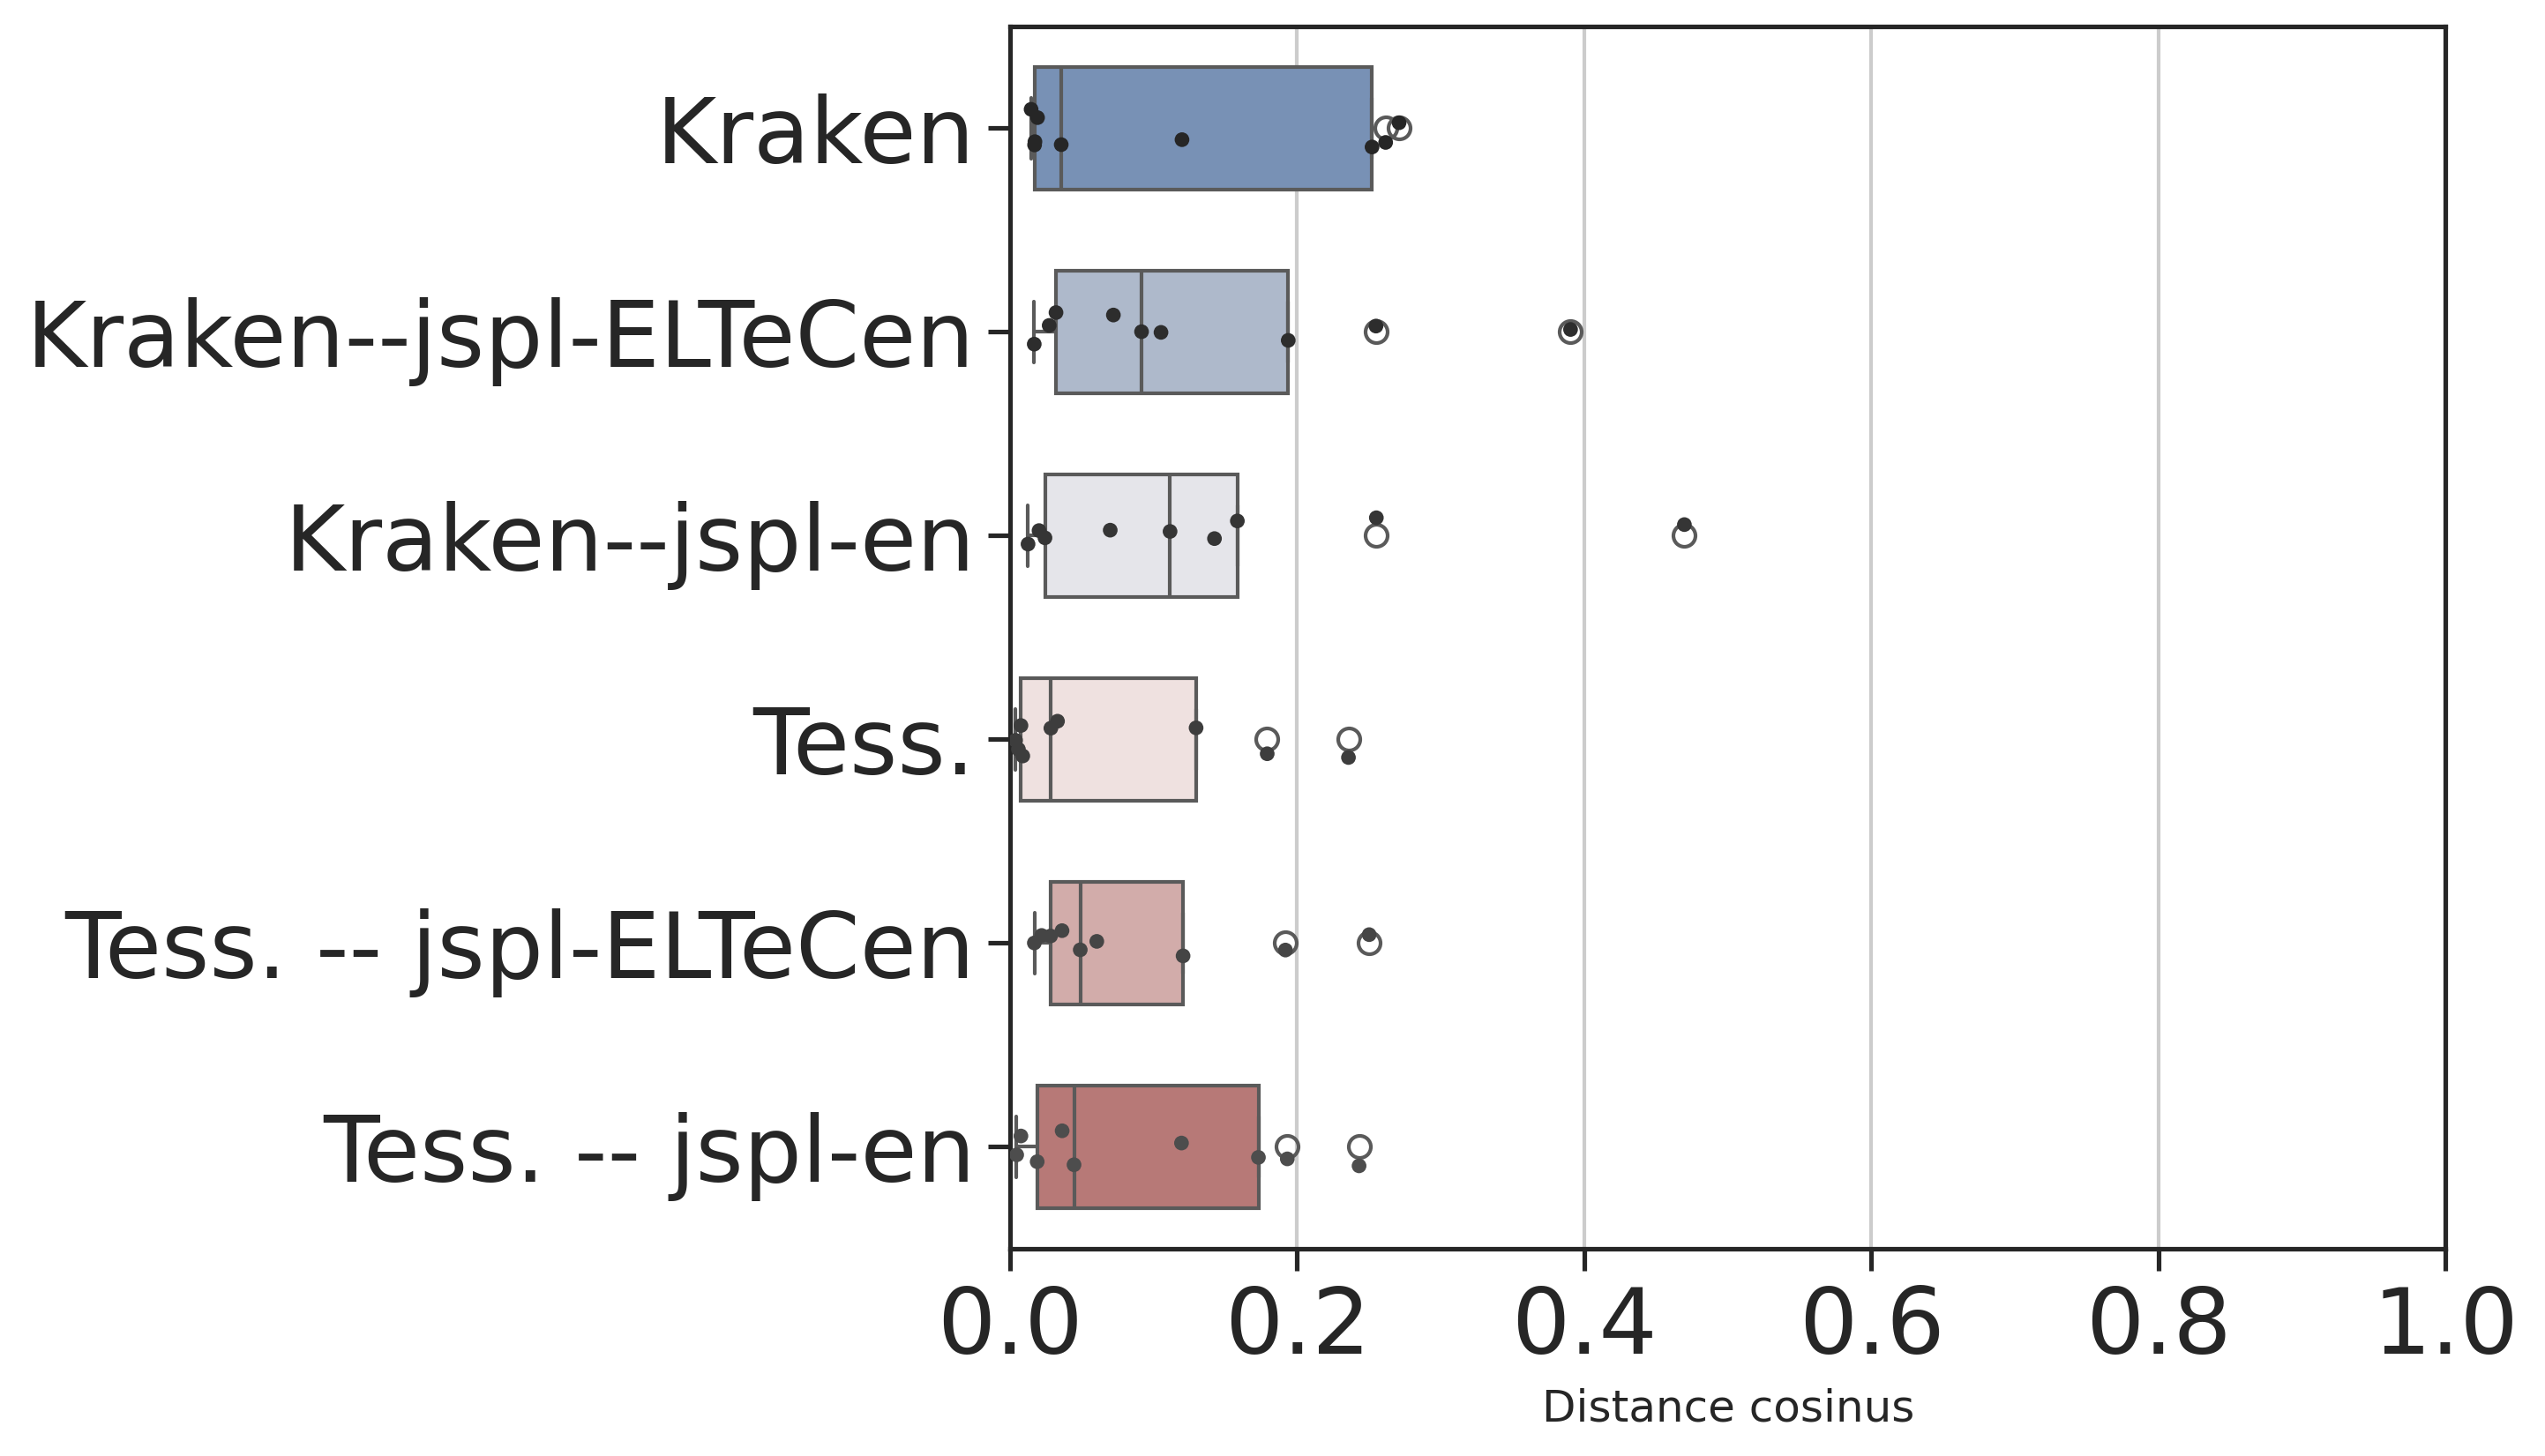 Kraken
Kraken--jspl-ELTeCen
Kraken--jspl-en
Tess.
Tess. -- jspl-ELTeCen
Tess. -- jspl-en
0.0 0.2 0.4 0.6 0.8 1.0
Distance cosinus